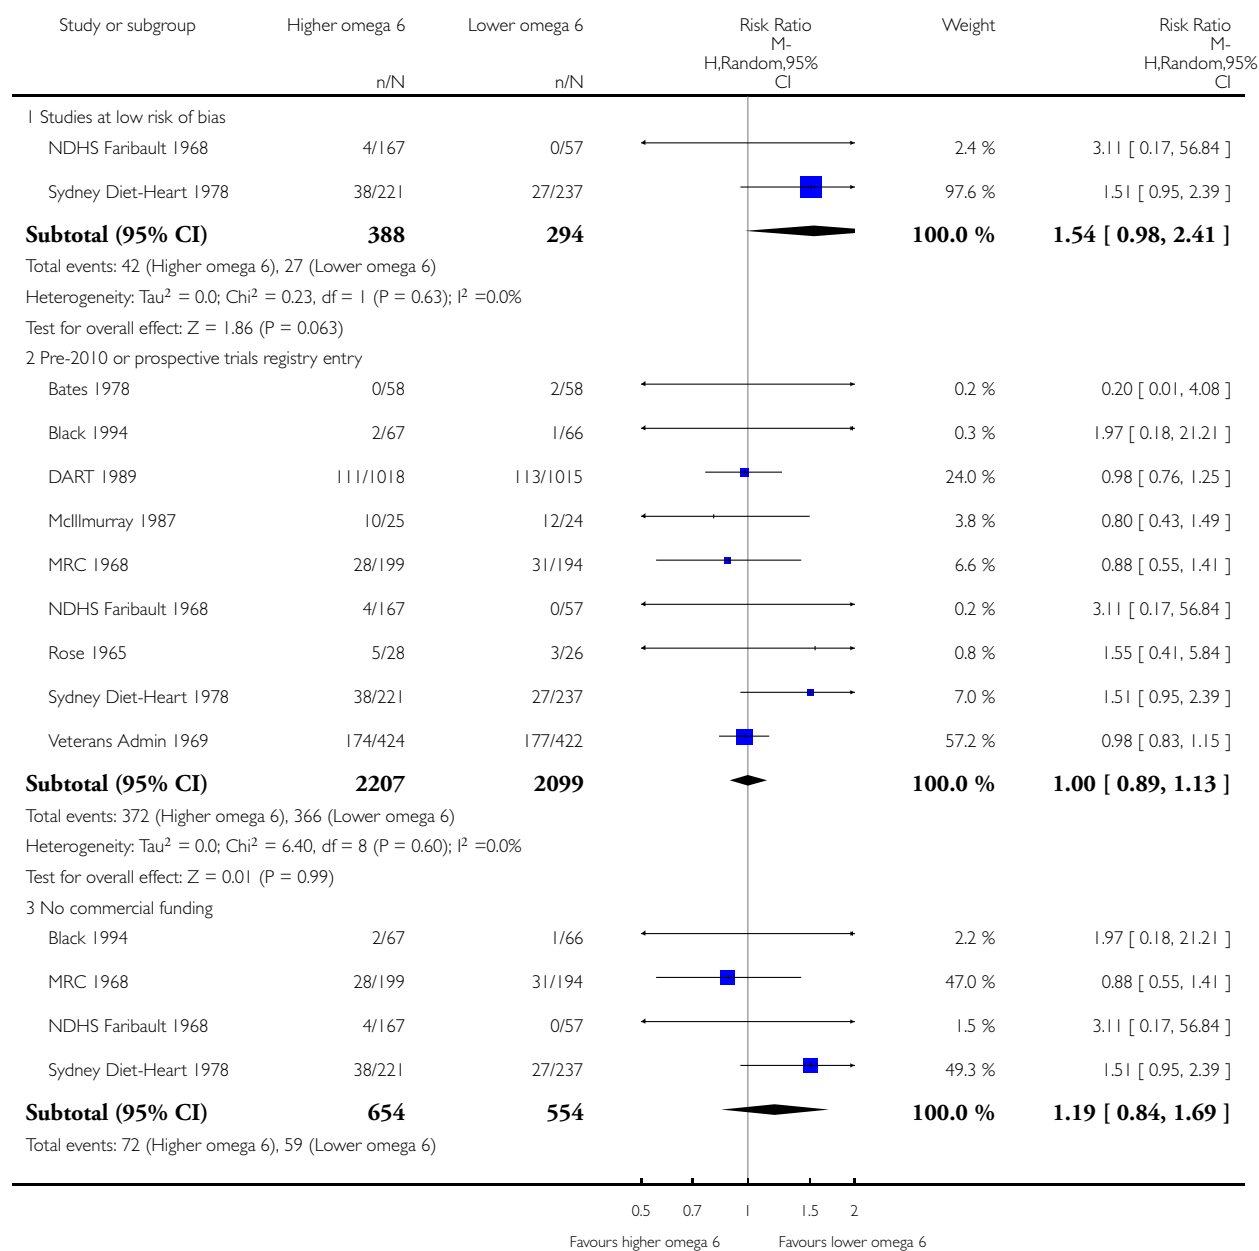 Study or subgroup Higher omega 6 Lower omega 6 Risk Ratio Weight Risk Ratio
M- M-
H,Random,95% H,Random,95%
n/N n/N CI CI
1 Studies at low risk of bias
NDHS Faribault 1968 4/167 0/57 2.4 % 3.11 [ 0.17, 56.84 ]
Sydney Diet-Heart 1978 38/221 27/237 97.6 % 1.51 [ 0.95, 2.39 ]
Subtotal (95% CI) 388 294 100.0 % 1.54 [ 0.98, 2.41 ]
Total events: 42 (Higher omega 6), 27 (Lower omega 6)
Heterogeneity: Tau² = 0.0; Chi² = 0.23, df = 1 (P = 0.63); I² =0.0%
Test for overall effect: Z = 1.86 (P = 0.063)
2 Pre-2010 or prospective trials registry entry
Bates 1978 0/58 2/58 0.2 % 0.20 [ 0.01, 4.08 ]
Black 1994 2/67 1/66 0.3 % 1.97 [ 0.18, 21.21 ]
DART 1989 111/1018 113/1015 24.0 % 0.98 [ 0.76, 1.25 ]
McIllmurray 1987 10/25 12/24 3.8 % 0.80 [ 0.43, 1.49 ]
MRC 1968 28/199 31/194 6.6 % 0.88 [ 0.55, 1.41 ]
NDHS Faribault 1968 4/167 0/57 0.2 % 3.11 [ 0.17, 56.84 ]
Rose 1965 5/28 3/26 0.8 % 1.55 [ 0.41, 5.84 ]
Sydney Diet-Heart 1978 38/221 27/237 7.0 % 1.51 [ 0.95, 2.39 ]
Veterans Admin 1969 174/424 177/422 57.2 % 0.98 [ 0.83, 1.15 ]
Subtotal (95% CI) 2207 2099 100.0 % 1.00 [ 0.89, 1.13 ]
Total events: 372 (Higher omega 6), 366 (Lower omega 6)
Heterogeneity: Tau² = 0.0; Chi² = 6.40, df = 8 (P = 0.60); I² =0.0%
Test for overall effect: Z = 0.01 (P = 0.99)
3 No commercial funding
Black 1994 2/67 1/66 2.2 % 1.97 [ 0.18, 21.21 ]
MRC 1968 28/199 31/194 47.0 % 0.88 [ 0.55, 1.41 ]
NDHS Faribault 1968 4/167 0/57 1.5 % 3.11 [ 0.17, 56.84 ]
Sydney Diet-Heart 1978 38/221 27/237 49.3 % 1.51 [ 0.95, 2.39 ]
Subtotal (95% CI) 654 554 100.0 % 1.19 [ 0.84, 1.69 ]
Total events: 72 (Higher omega 6), 59 (Lower omega 6)
0.5 0.7 1 1.5 2
Favours higher omega 6 Favours lower omega 6